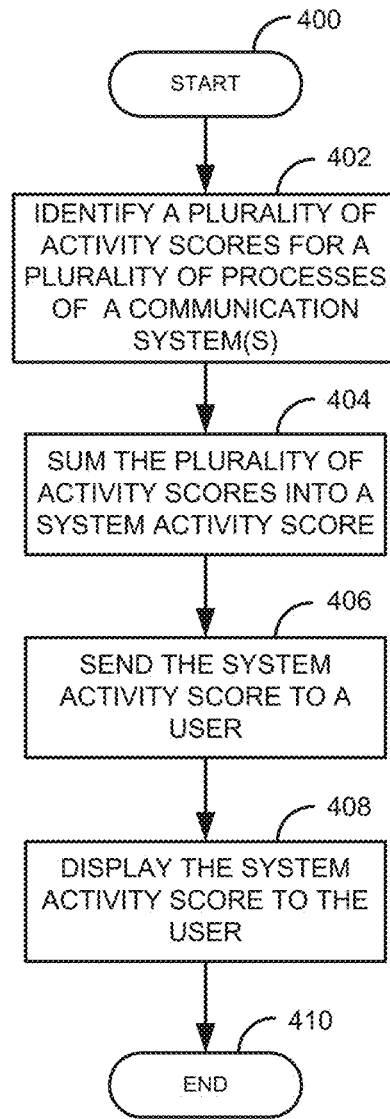 400
START
402
IDENTIFY A PLURALITY OF
ACTIVITY SCORES FOR A
PLURALITY OF PROCESSES
OF A COMMUNICATION
SYSTEM(S)
404
SUM THE PLURALITY OF
ACTIVITY SCORES INTO A
SYSTEM ACTIVITY SCORE
406
SEND THE SYSTEM
ACTIVITY SCORE TO A
USER
408
DISPLAY THE SYSTEM
ACTIVITY SCORE TO THE
USER
410
END